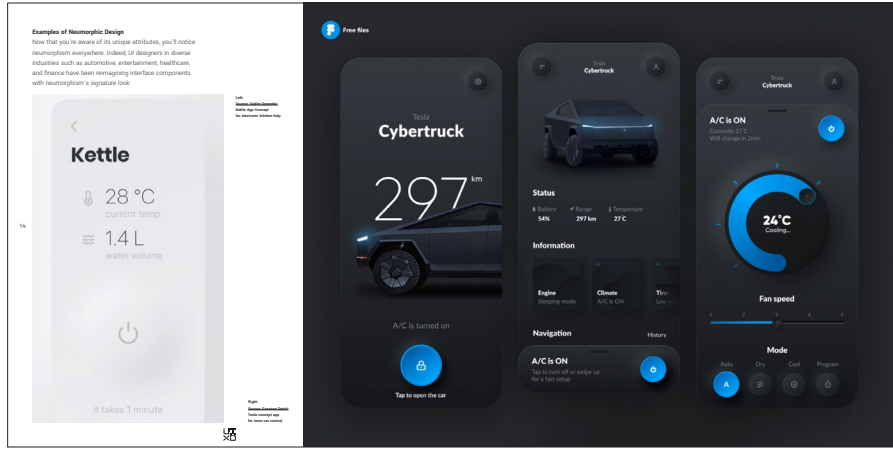 Examples of Neumorphic Design
Now that you're aware of its unique attributes, you'll notice
neumorphism everywhere. Indeed, UI designers in diverse
industries such as automotive, entertainment, healthcare,
and finance have been reimagining interface components
with neumorphism's signature look.
Left:
Kettle App Concept
for electronic kitchen help.
Kettle
28 °C
current temp.
1.4 L
water volume
it takes 1 minute
14
Right:
Tesla concept app
for inner car control.
UX
Free files
Tesla
Cybertruck
297 km
A/C is turned on
Tap to open the car
Tesla
Cybertruck
Status
Battery Range Temperture
54% 297 km 27°C
Information
Engine Climate
Sleeping mode A/C is ON
Navigation History
A/C is ON
Tap to turn off or swipe up
for a fast setup
Tesla
Cybertruck
A/C is ON
Currently 27°C
Will change in 2min
24°C
Cooling...
Fan speed
1 2 3 4 5
Mode
Auto Dry Cool Program
A